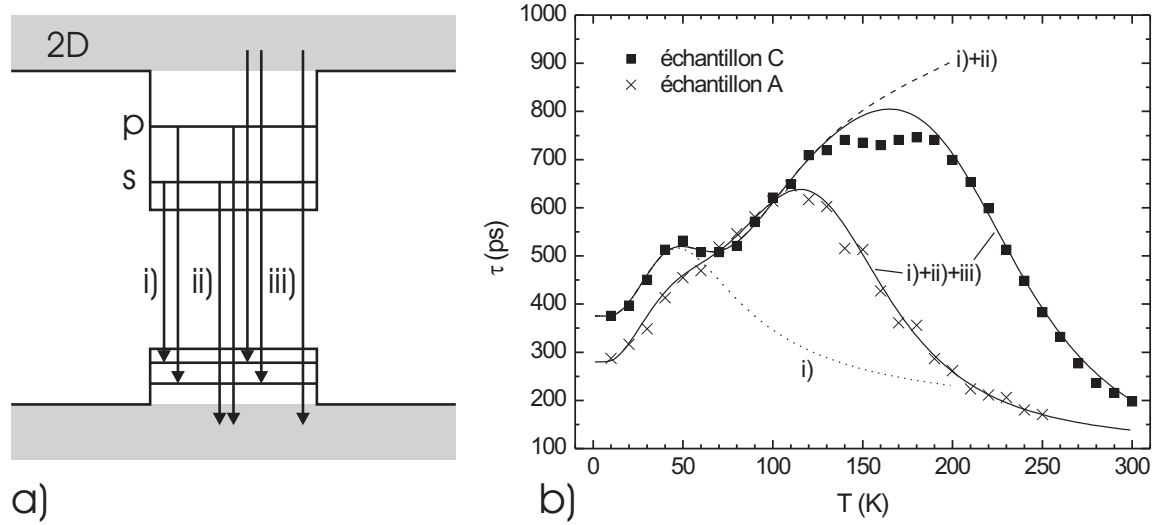 2D
p
s
i)
ii)
iii)
a)
1000
900
800
700
600
500
400
300
200
100
τ (ps)
échantillon C
échantillon A
i)+ii)
i)+ii)+iii)
i)
0 50 100 150 200 250 300
T (K)
b)